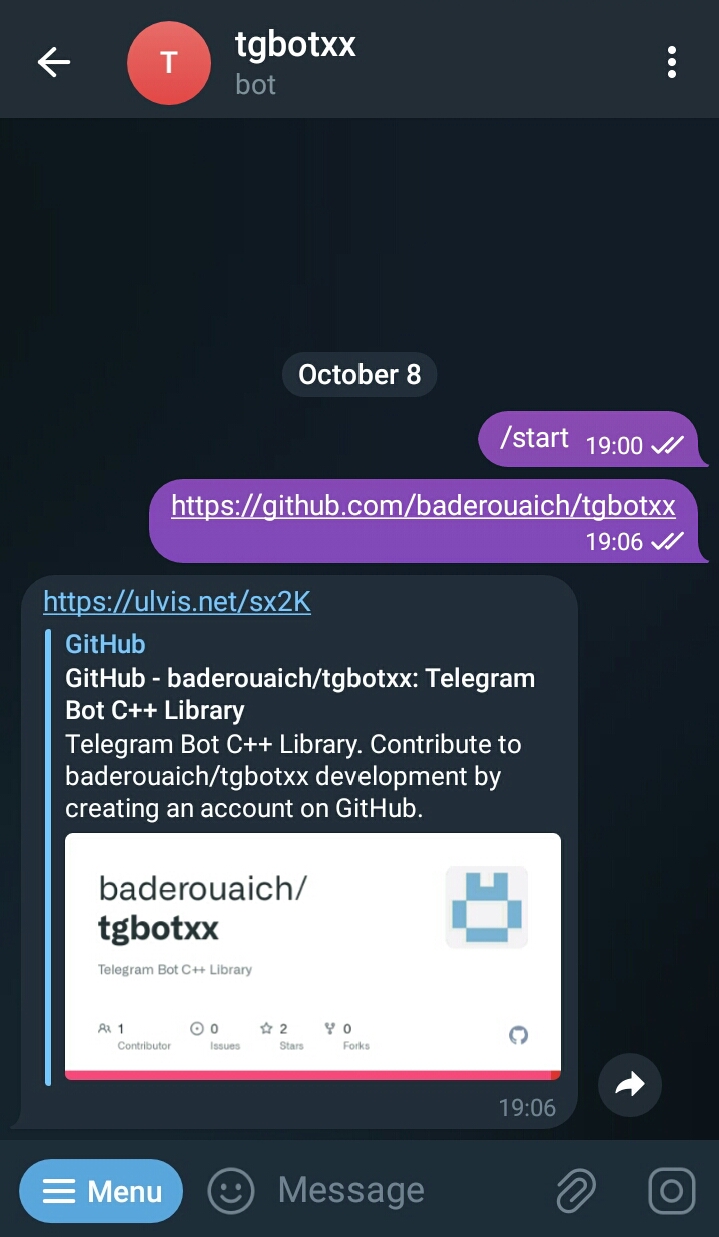 T
tgbotxx
bot
October 8
/start 19:00
https://github.com/baderouaich/tgbotxx
19:06
https://ulvis.net/sx2K
GitHub
GitHub - baderouaich/tgbotxx: Telegram
Bot C++ Library
Telegram Bot C++ Library. Contribute to
baderouaich/tgbotxx development by
creating an account on GitHub.
baderouaich/
tgbotxx
Telegram Bot C++ Library
1 0 2 0
Contributor Issues Stars Forks
19:06
Menu Message